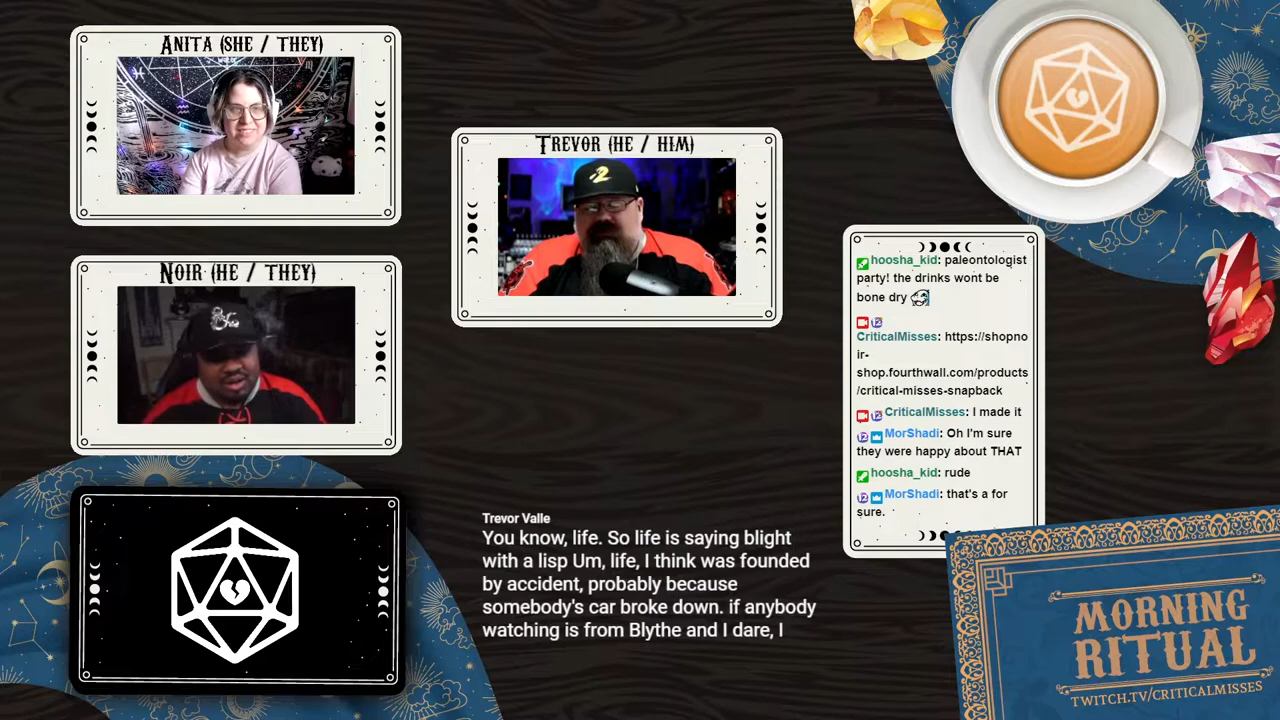 ANITA (SHE / THEY)
TREVOR (HE / HIM)
NOIR (HE / THEY)
hoosha_kid: paleontologist
party! the drinks wont be
bone dry
CriticalMisses: https://shopno
ir-
shop.fourthwall.com/products
/critical-misses-snapback
CriticalMisses: I made it
MorShadi: Oh I'm sure
they were happy about THAT
hoosha_kid: rude
MorShadi: that's a for
sure.
Trevor Valle
You know, life. So life is saying blight
with a lisp Um, life, I think was founded
by accident, probably because
somebody's car broke down. if anybody
watching is from Blythe and I dare, I
MORNING
RITUAL
TWITCH.TV/CRITICALMISSES